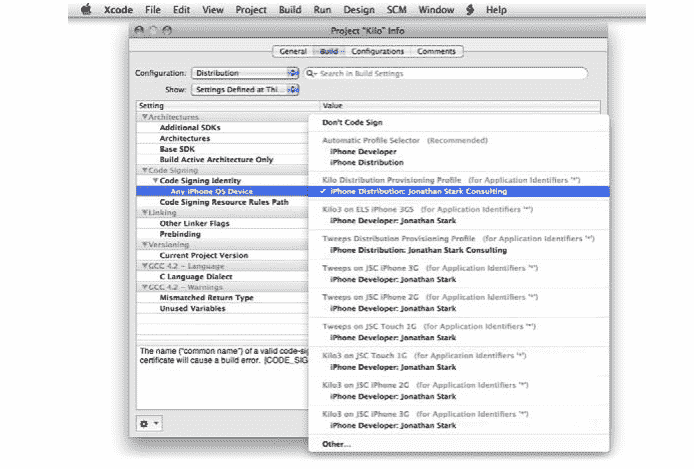 Xcode File Edit View Project Build Run Design SCM Window Help
Project "Kilo" Info
General Build Configurations Comments
Configuration: Distribution Search in Build Settings
Show: Settings Defined at Thi...
Setting Value
Architectures
Additional SDKs
Architectures
Base SDK
Build Active Architecture Only
Code Signing
Code Signing Identity
Any iPhone OS Device
Code Signing Resource Rules Path
Linking
Other Linker Flags
Prebinding
Versioning
Current Project Version
GCC 4.2 – Language
C Language Dialect
GCC 4.2 – Warnings
Mismatched Return Type
Unused Variables
The name ("common name") of a valid code-sig
certificate will cause a build error. [CODE_SIG
Don't Code Sign
Automatic Profile Selector (Recommended)
iPhone Developer
iPhone Distribution
Kilo Distribution Provisioning Profile (for Application Identifiers "*")
✓ iPhone Distribution: Jonathan Stark Consulting
Kilo3 on ELS iPhone 3GS (for Application Identifiers "*")
iPhone Developer: Jonathan Stark
Tweeps Distribution Provisioning Profile (for Application Identifiers "*")
iPhone Distribution: Jonathan Stark Consulting
Tweeps on JSC iPhone 3G (for Application Identifiers "*")
iPhone Developer: Jonathan Stark
Tweeps on JSC iPhone 2G (for Application Identifiers "*")
iPhone Developer: Jonathan Stark
Tweeps on JSC Touch 1G (for Application Identifiers "*")
iPhone Developer: Jonathan Stark
Kilo3 on JSC Touch 1G (for Application Identifiers "*")
iPhone Developer: Jonathan Stark
Kilo3 on JSC iPhone 2G (for Application Identifiers "*")
iPhone Developer: Jonathan Stark
Kilo3 on JSC iPhone 3G (for Application Identifiers "*")
iPhone Developer: Jonathan Stark
Other...